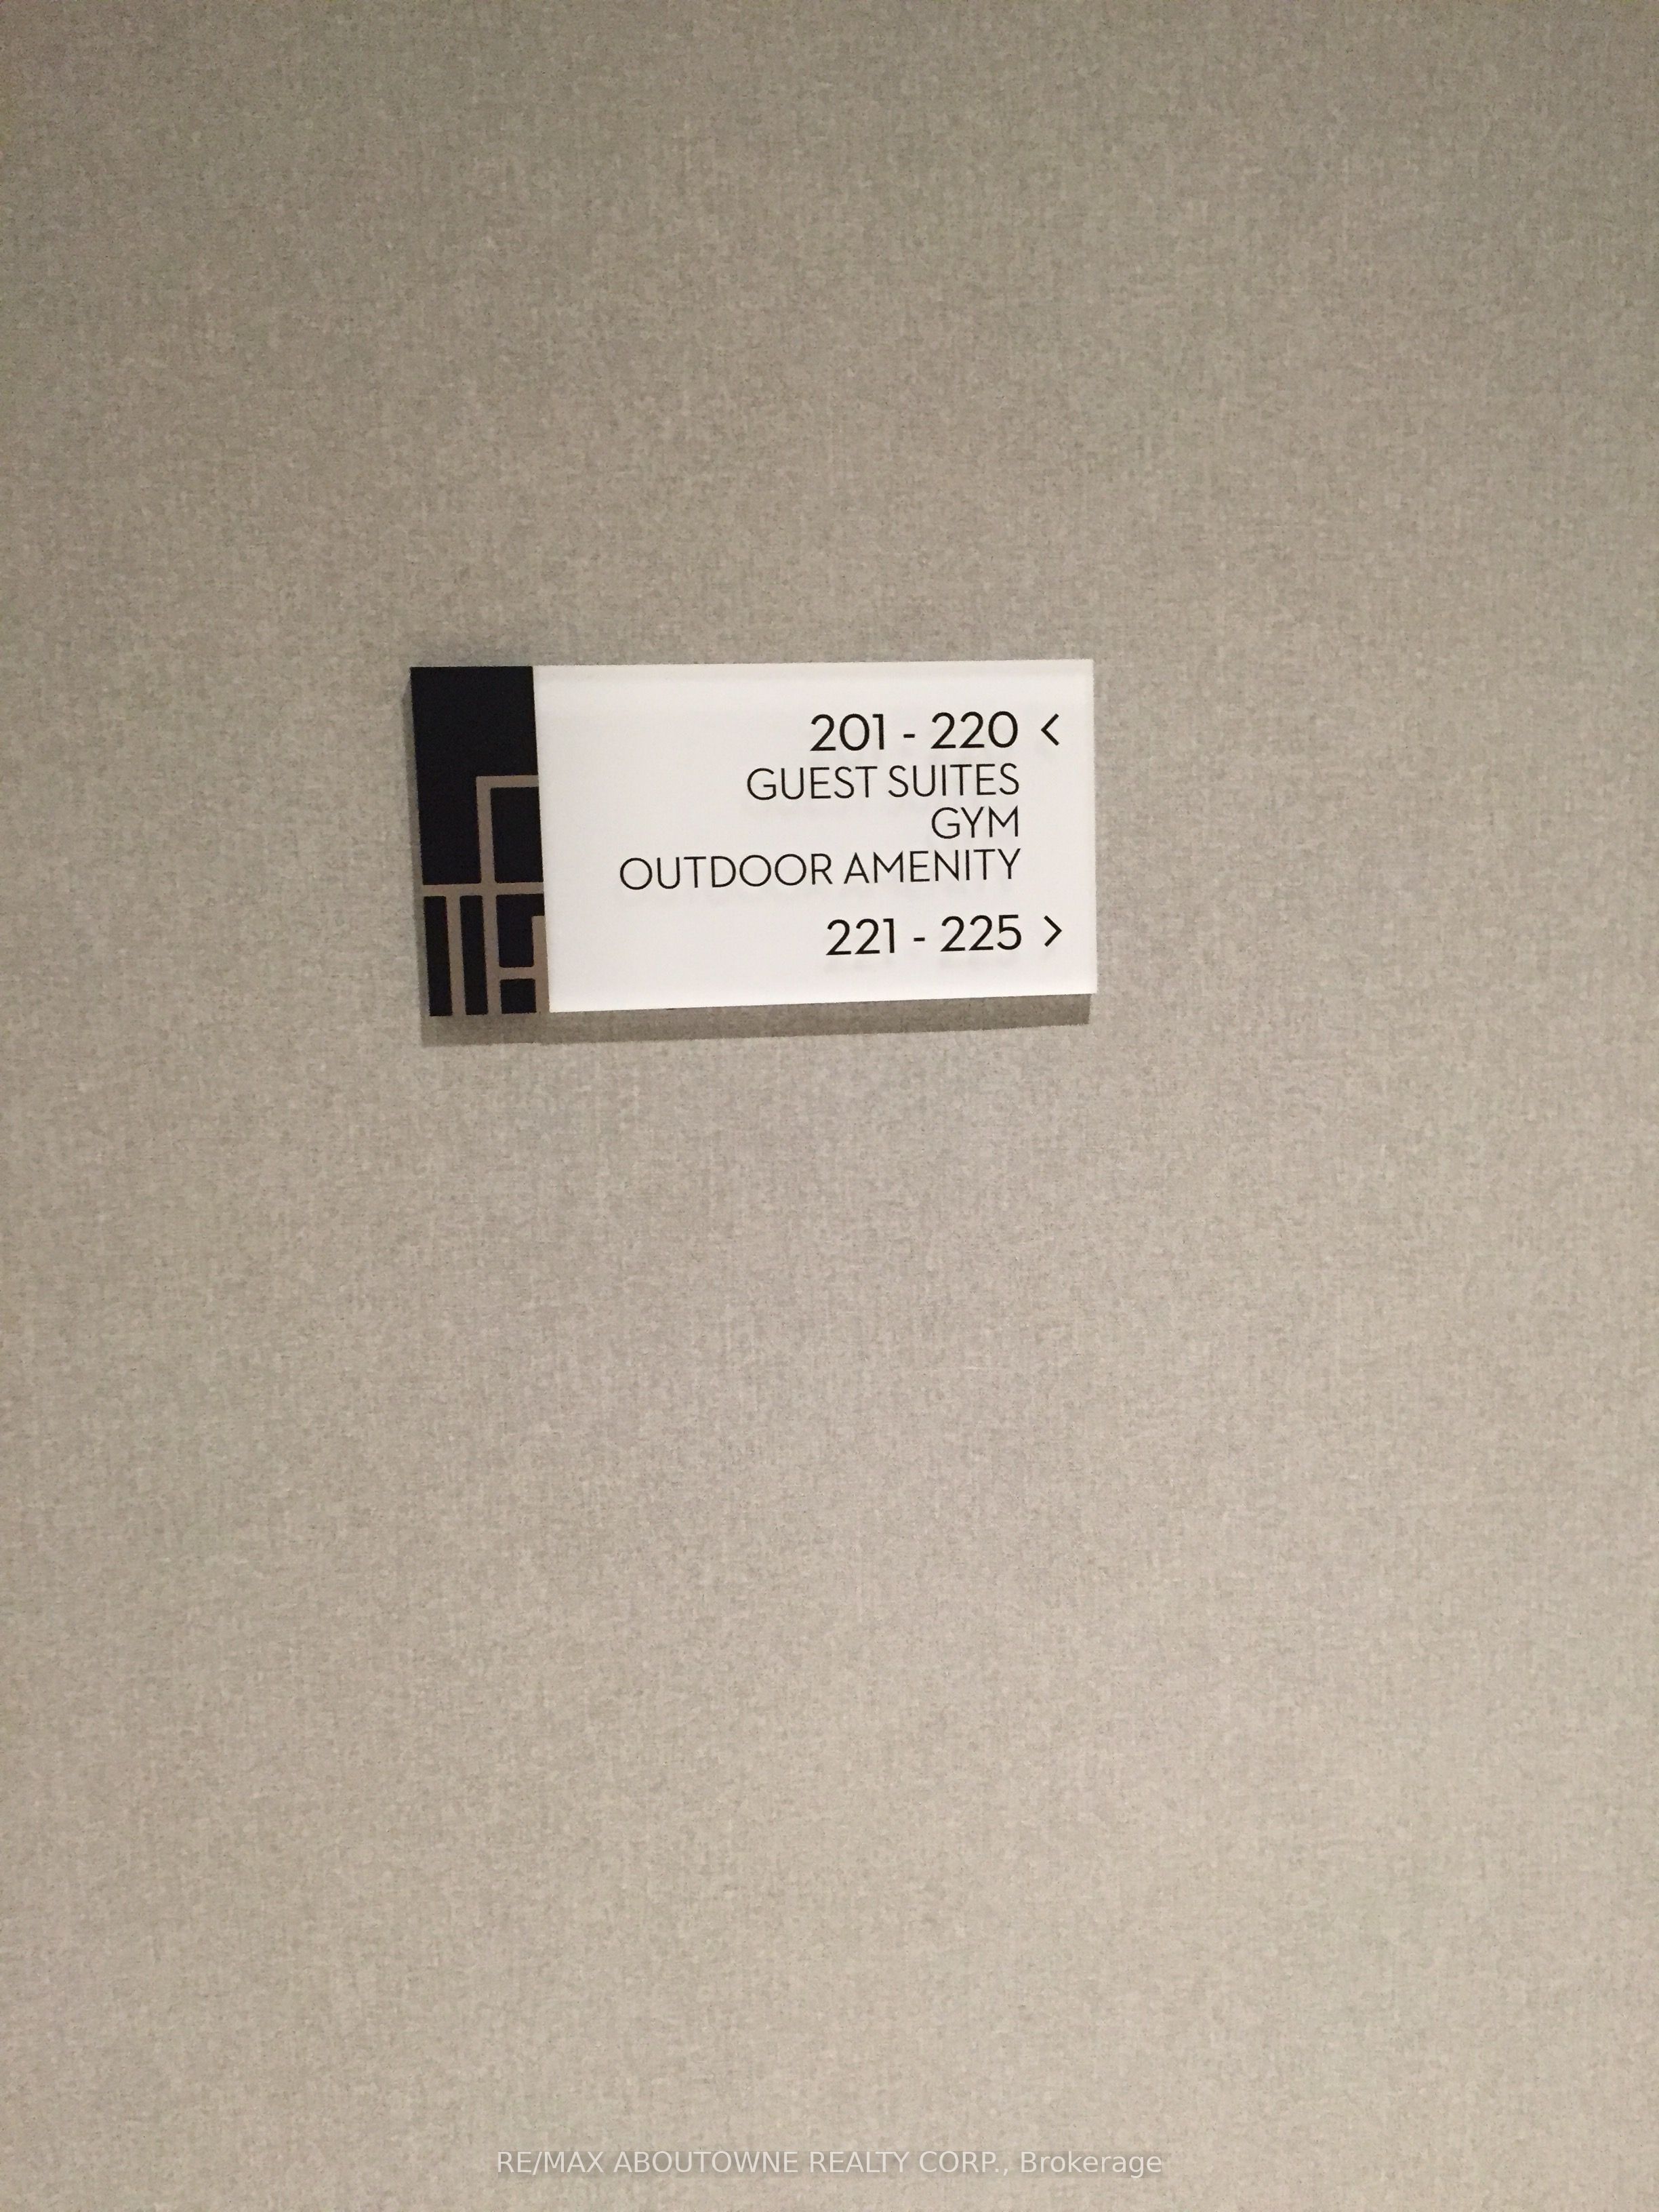 201 - 220 <
GUEST SUITES
GYM
OUTDOOR AMENITY
221 - 225 >
RE/MAX ABOUTOWNE REALTY CORP., Brokerage